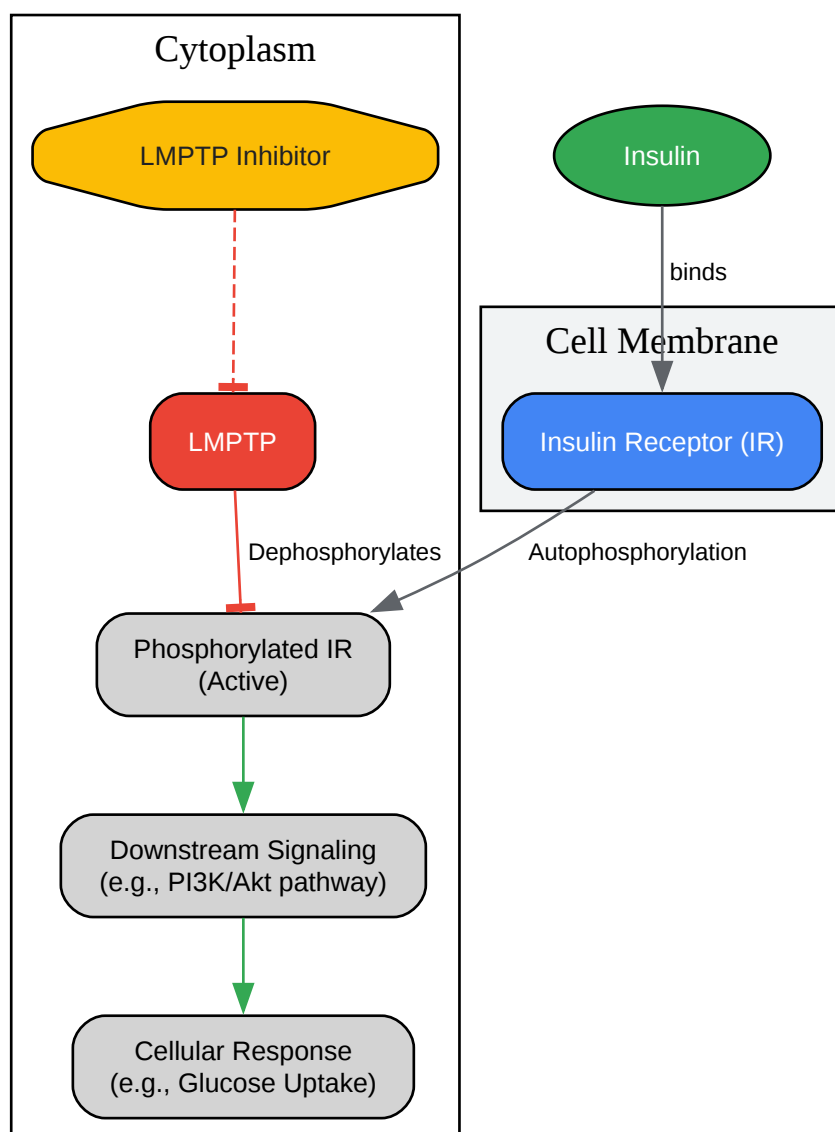 Cytoplasm
LMPTP Inhibitor
Insulin
binds
Cell Membrane
LMPTP
Insulin Receptor (IR)
Dephosphorylates
Autophosphorylation
Phosphorylated IR
(Active)
Downstream Signaling
(e.g., PI3K/Akt pathway)
Cellular Response
(e.g., Glucose Uptake)